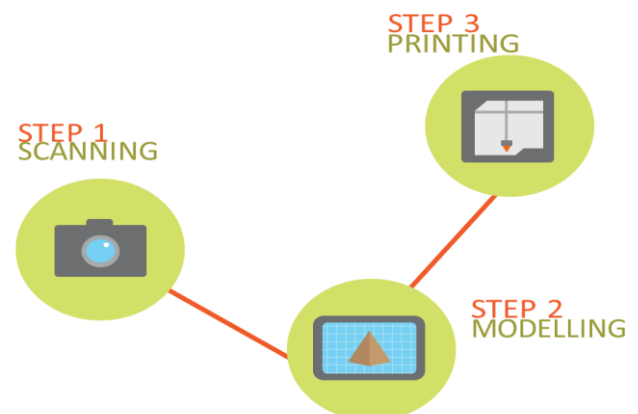 STEP 1
SCANNING
STEP 2
MODELLING
STEP 3
PRINTING